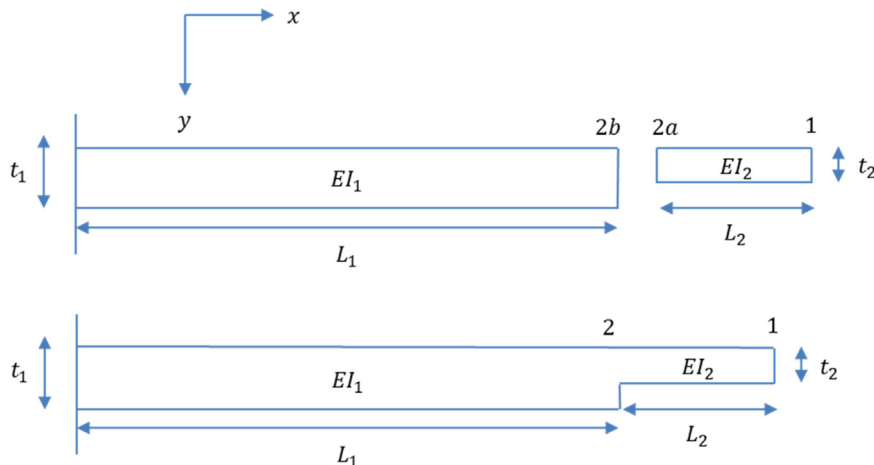 x
y
2b 2a 1
t₁ EI₁ EI₂ t₂
L₁ L₂
2 1
t₁ EI₁ EI₂ t₂
L₁ L₂